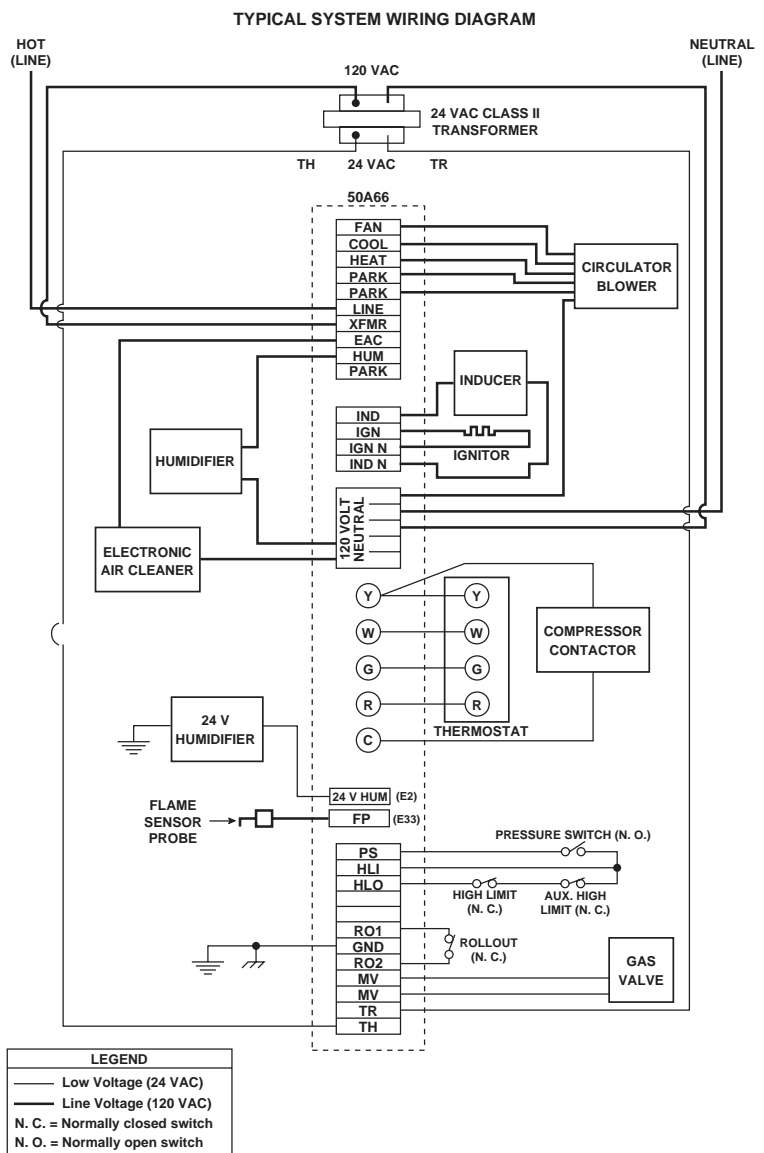 TYPICAL SYSTEM WIRING DIAGRAM
HOT
(LINE)
NEUTRAL
(LINE)
120 VAC
24 VAC CLASS II
TRANSFORMER
TH 24 VAC TR
50A66
FAN
COOL
HEAT
PARK
PARK
LINE
XFMR
EAC
HUM
PARK
CIRCULATOR
BLOWER
INDUCER
IND
IGN
IGN N
IND N
IGNITOR
HUMIDIFIER
120 VOLT
NEUTRAL
ELECTRONIC
AIR CLEANER
Y Y
W W
G G
R R
C
THERMOSTAT
COMPRESSOR
CONTACTOR
24 V
HUMIDIFIER
24 V HUM (E2)
FP (E33)
FLAME
SENSOR
PROBE
PRESSURE SWITCH (N. O.)
PS
HLI
HLO
HIGH LIMIT
(N. C.)
AUX. HIGH
LIMIT (N. C.)
RO1
GND
RO2
MV
MV
TR
TH
ROLLOUT
(N. C.)
GAS
VALVE
LEGEND
Low Voltage (24 VAC)
Line Voltage (120 VAC)
N. C. = Normally closed switch
N. O. = Normally open switch